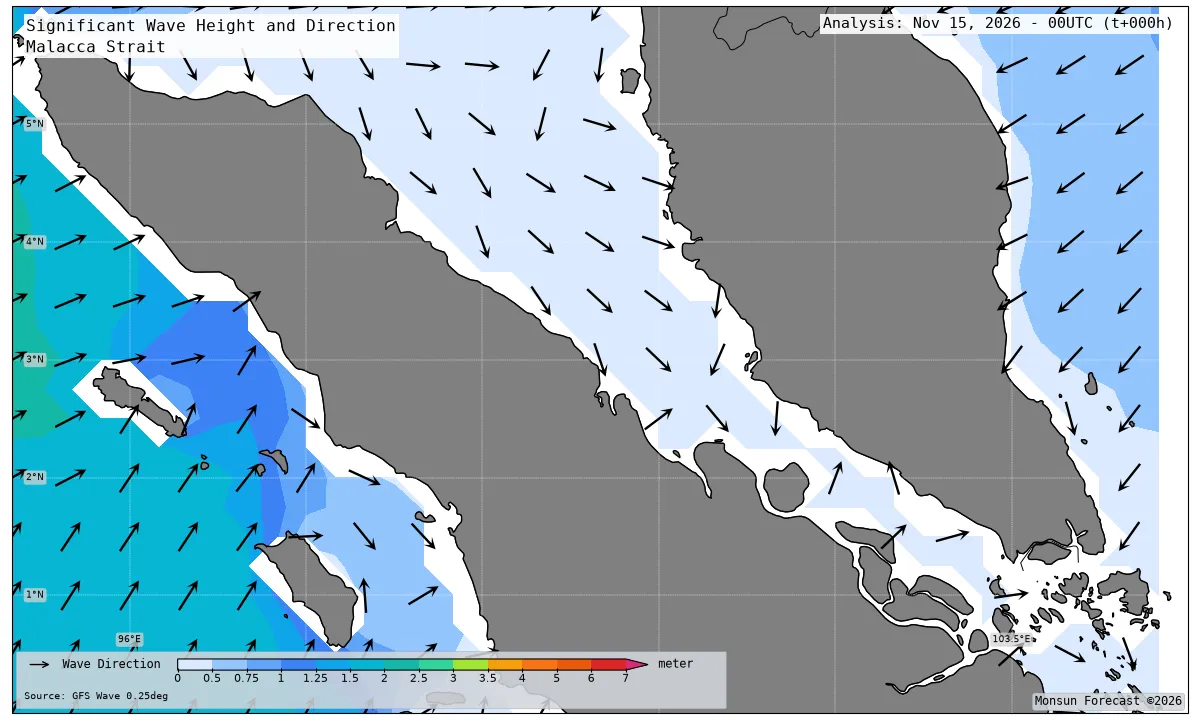 Significant Wave Height and Direction
Malacca Strait
Analysis: Nov 15, 2026 - 00UTC (t+000h)
5°N
4°N
3°N
2°N
1°N
96°E
103.5°E
Wave Direction
meter
0 0.5 0.75 1 1.25 1.5 2 2.5 3 3.5 4 5 6 7
Source: GFS Wave 0.25deg
Monsun Forecast ©2026